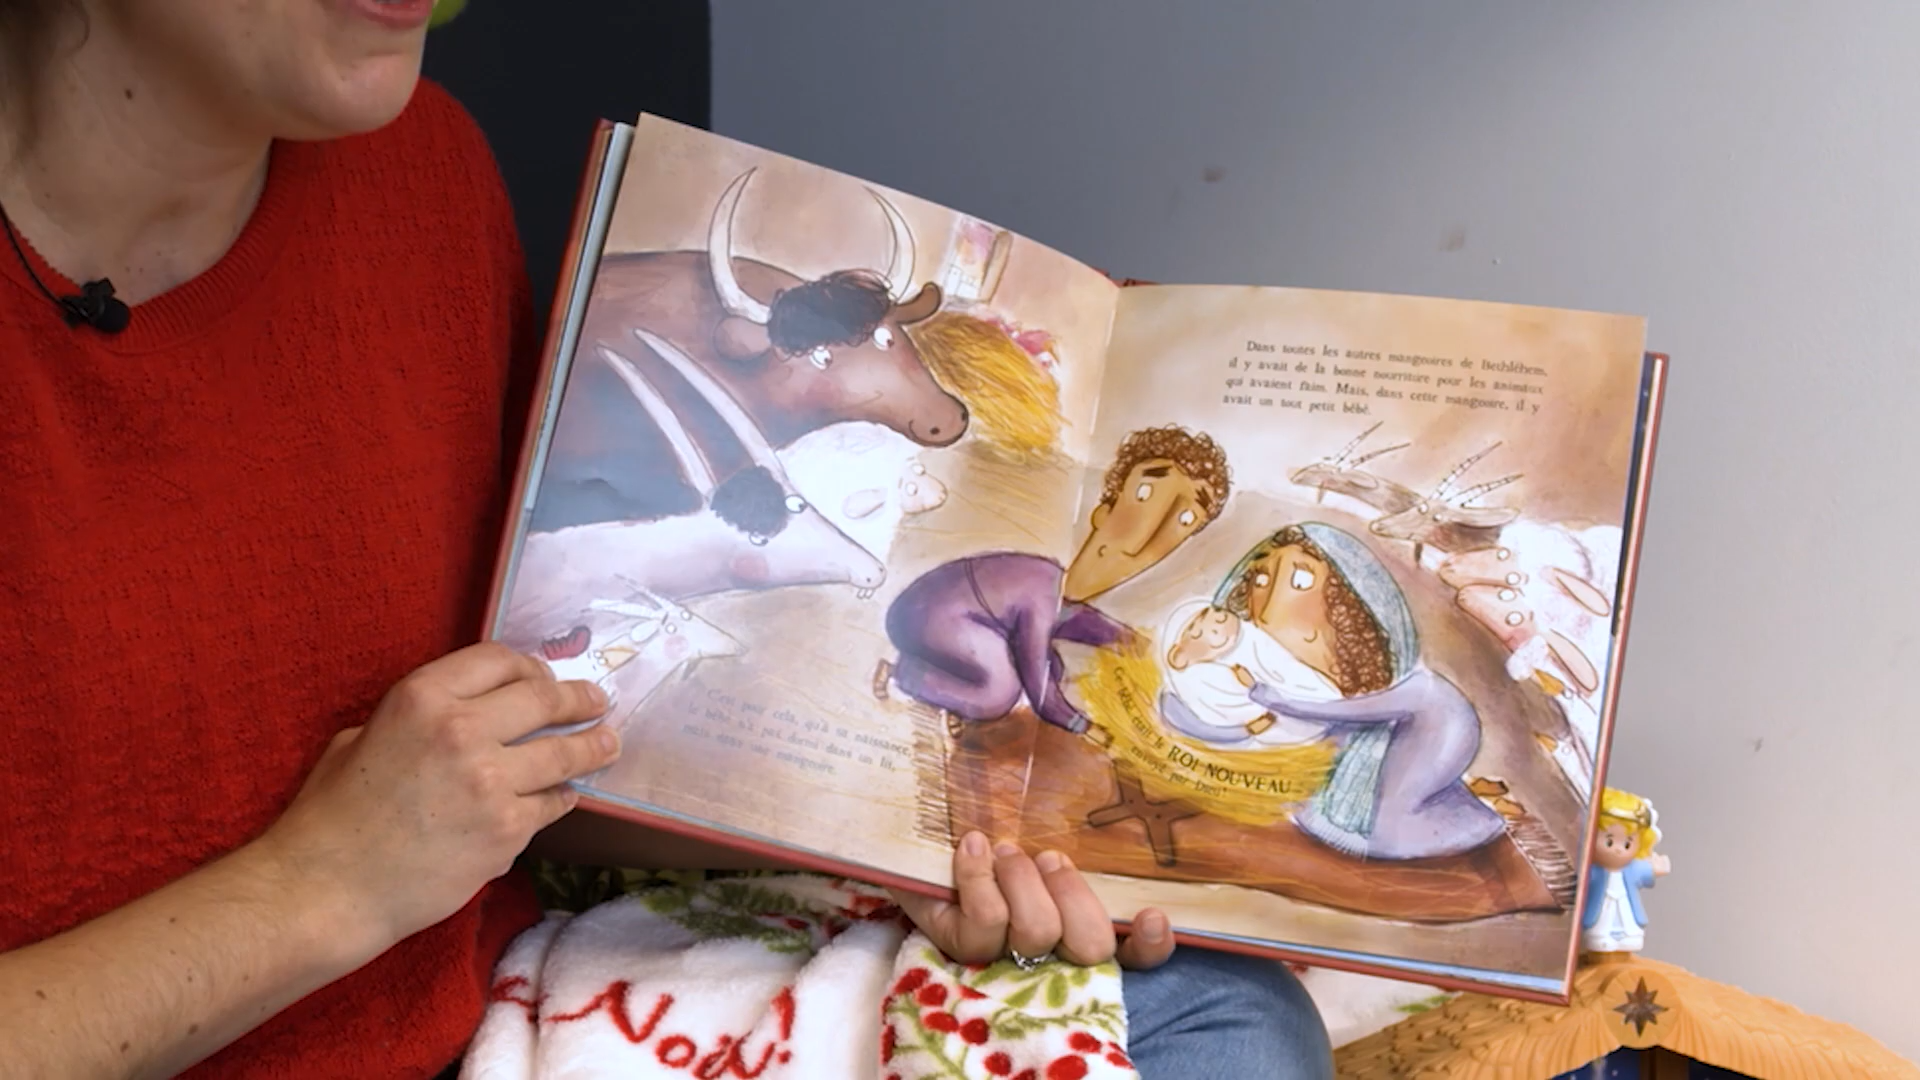 C'est pour cela, qu'à sa naissance,
le bébé n'a pas dormi dans un lit,
mais dans une mangeoire.
Dans toutes les autres mangeoires de Bethléhem,
il y avait de la bonne nourriture pour les animaux
qui avaient faim. Mais, dans cette mangeoire, il y
avait un tout petit bébé.
Ce bébé était le ROI NOUVEAU
envoyé par Dieu!
Noël!